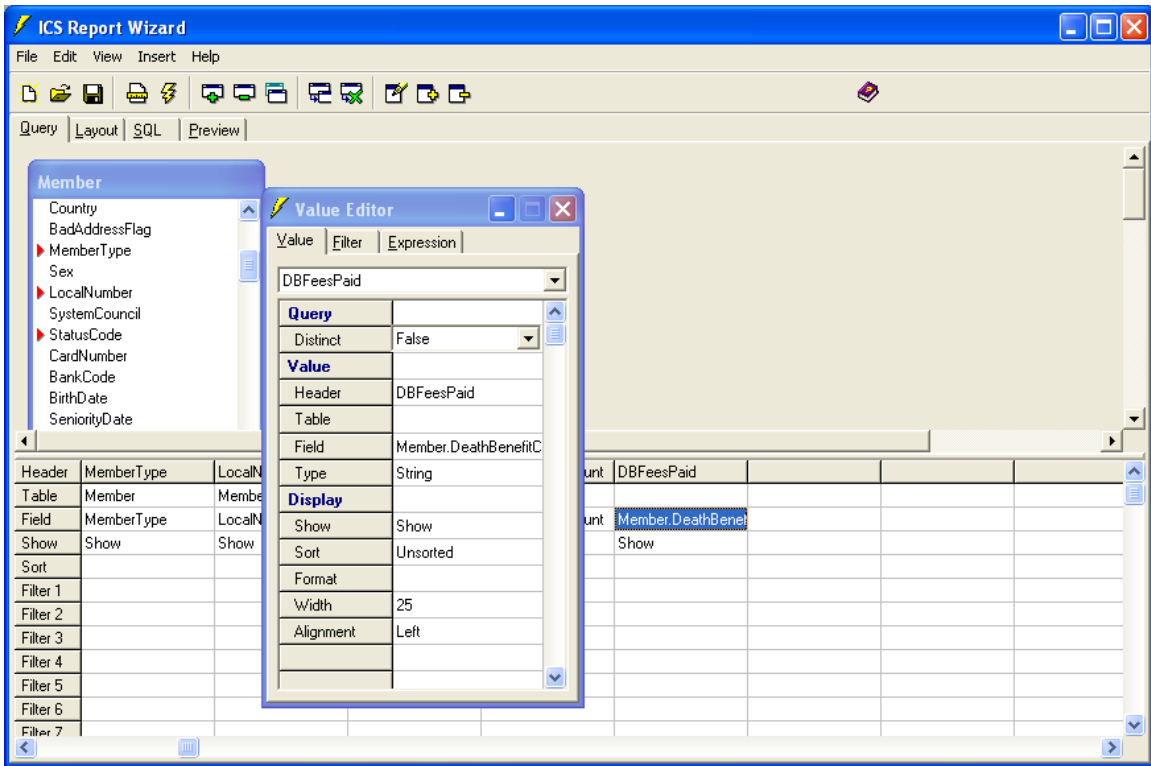 ICS Report Wizard
File Edit View Insert Help
Query Layout SQL Preview
Member
Country
BadAddressFlag
MemberType
Sex
LocalNumber
SystemCouncil
StatusCode
CardNumber
BankCode
BirthDate
SeniorityDate
Value Editor
Value Filter Expression
DBFeesPaid
Query
Distinct False
Value
Header DBFeesPaid
Table
Field Member.DeathBenefitC
Type String
Display
Show Show
Sort Unsorted
Format
Width 25
Alignment Left
Header MemberType LocalN unt DBFeesPaid
Table Member Membe
Field MemberType LocalN unt Member.DeathBenef
Show Show Show Show
Sort
Filter 1
Filter 2
Filter 3
Filter 4
Filter 5
Filter 6
Filter 7